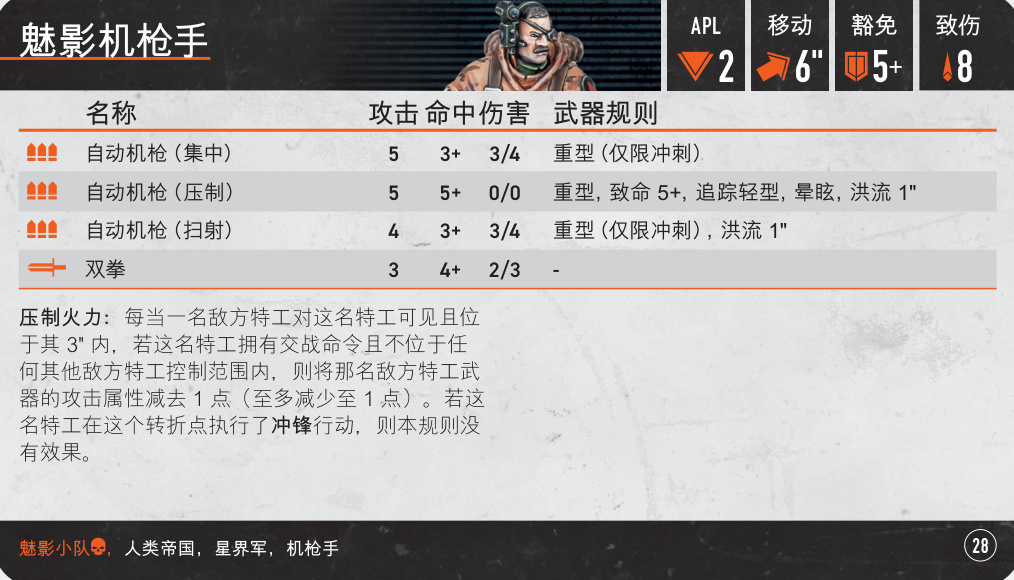 魅影机枪手
APL 移动 豁免 致伤
2 6" 5+ 8
名称 攻击 命中 伤害 武器规则
自动机枪（集中） 5 3+ 3/4 重型（仅限冲刺）
自动机枪（压制） 5 5+ 0/0 重型, 致命 5+, 追踪轻型, 晕眩, 洪流 1"
自动机枪（扫射） 4 3+ 3/4 重型（仅限冲刺）, 洪流 1"
双拳 3 4+ 2/3 -
压制火力：每当一名敌方特工对这名特工可见且位
于其 3" 内，若这名特工拥有交战命令且不位于任
何其他敌方特工控制范围内，则将那名敌方特工武
器的攻击属性减去 1 点（至多减少至 1 点）。若这
名特工在这个转折点执行了冲锋行动，则本规则没
有效果。
魅影小队, 人类帝国, 星界军, 机枪手
28